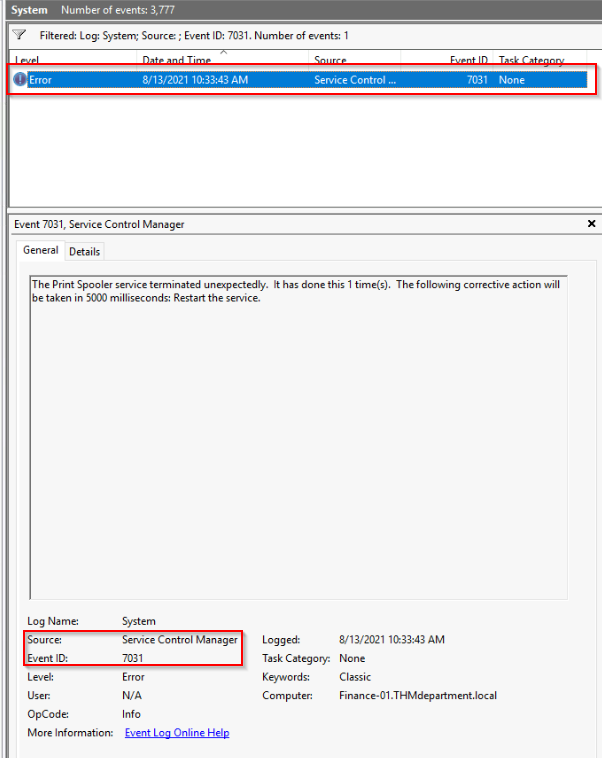 System Number of events: 3,777
Filtered: Log: System; Source: ; Event ID: 7031. Number of events: 1
Level Date and Time Source Event ID Task Category
Error 8/13/2021 10:33:43 AM Service Control ... 7031 None
Event 7031, Service Control Manager
General Details
The Print Spooler service terminated unexpectedly. It has done this 1 time(s). The following corrective action will
be taken in 5000 milliseconds: Restart the service.
Log Name: System
Source: Service Control Manager Logged: 8/13/2021 10:33:43 AM
Event ID: 7031 Task Category: None
Level: Error Keywords: Classic
User: N/A Computer: Finance-01.THMdepartment.local
OpCode: Info
More Information: Event Log Online Help